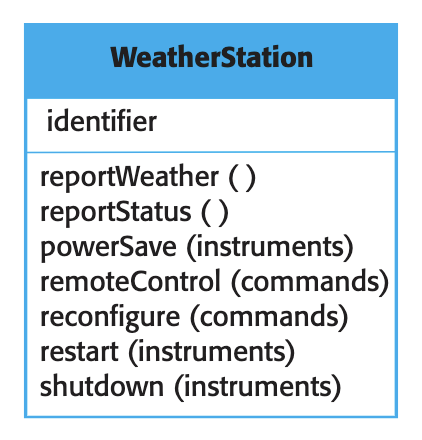 WeatherStation
identifier
reportWeather ( )
reportStatus ( )
powerSave (instruments)
remoteControl (commands)
reconfigure (commands)
restart (instruments)
shutdown (instruments)